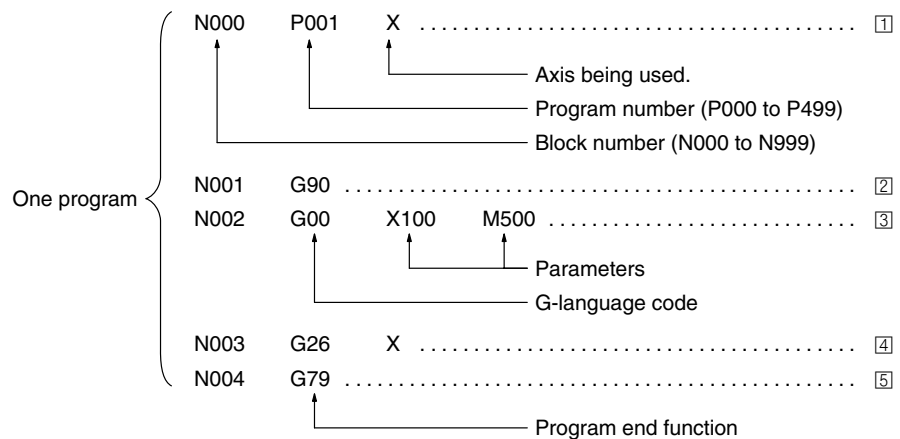 N000 P001 X ........................................... 1
Axis being used.
Program number (P000 to P499)
Block number (N000 to N999)
One program
N001 G90 .................................................. 2
N002 G00 X100 M500 .............................. 3
Parameters
G-language code
N003 G26 X ........................................... 4
N004 G79 .................................................. 5
Program end function